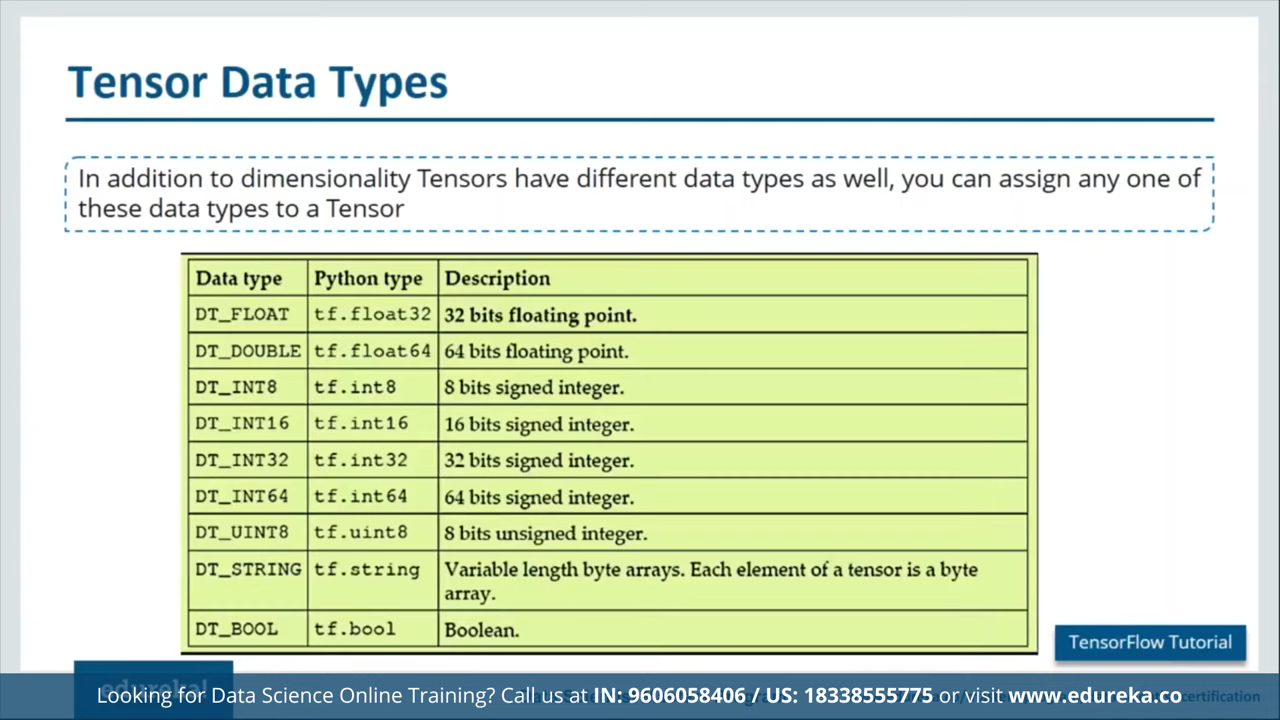 Tensor Data Types
In addition to dimensionality Tensors have different data types as well, you can assign any one of
these data types to a Tensor
Data type Python type Description
DT_FLOAT tf.float32 32 bits floating point.
DT_DOUBLE tf.float64 64 bits floating point.
DT_INT8 tf.int8 8 bits signed integer.
DT_INT16 tf.int16 16 bits signed integer.
DT_INT32 tf.int32 32 bits signed integer.
DT_INT64 tf.int64 64 bits signed integer.
DT_UINT8 tf.uint8 8 bits unsigned integer.
DT_STRING tf.string Variable length byte arrays. Each element of a tensor is a byte
array.
DT_BOOL tf.bool Boolean.
TensorFlow Tutorial
Looking for Data Science Online Training? Call us at IN: 9606058406 / US: 18338555775 or visit www.edureka.co
certification